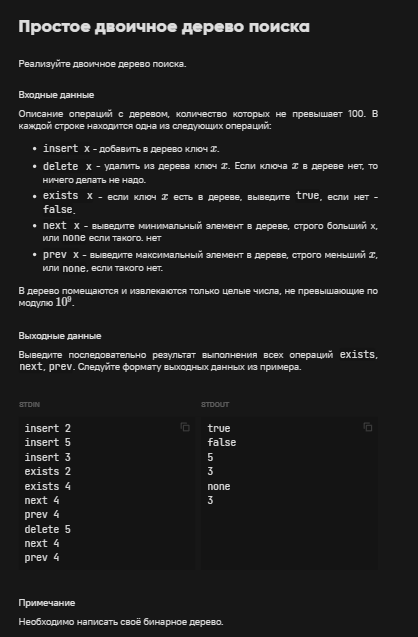 Простое двоичное дерево поиска
Реализуйте двоичное дерево поиска.
Входные данные
Описание операций с деревом, количество которых не превышает 100. В
каждой строке находится одна из следующих операций:
• insert x - добавить в дерево ключ x.
• delete x - удалить из дерева ключ x. Если ключа x в дереве нет, то
ничего делать не надо.
• exists x - если ключ x есть в дереве, выведите true, если нет -
false.
• next x - выведите минимальный элемент в дереве, строго больший x,
или none если такого. нет
• prev x - выведите максимальный элемент в дереве, строго меньший x,
или none, если такого нет.
В дерево помещаются и извлекаются только целые числа, не превышающие по
модулю 10⁹.
Выходные данные
Выведите последовательно результат выполнения всех операций exists,
next, prev. Следуйте формату выходных данных из примера.
STDIN STDOUT
insert 2 true
insert 5 false
insert 3 5
exists 2 3
exists 4 none
next 4 3
prev 4
delete 5
next 4
prev 4
Примечание
Необходимо написать своё бинарное дерево.